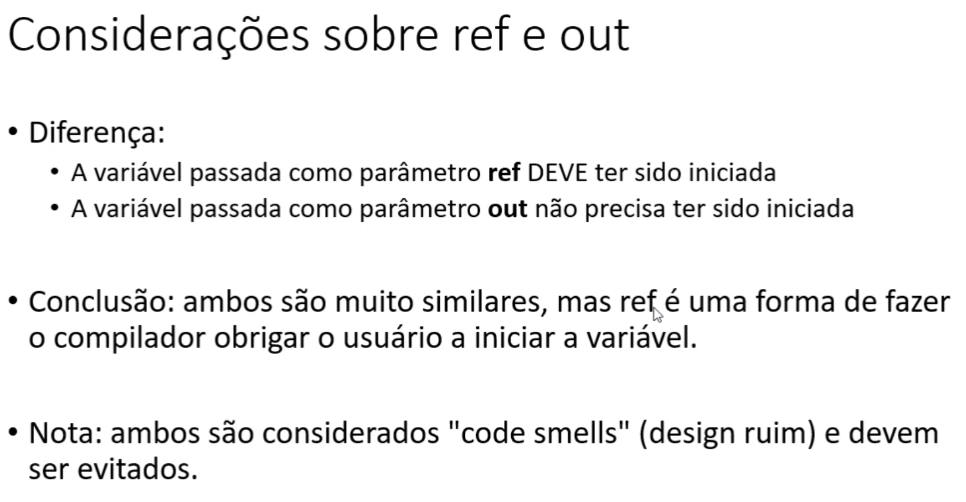 Considerações sobre ref e out
• Diferença:
• A variável passada como parâmetro ref DEVE ter sido iniciada
• A variável passada como parâmetro out não precisa ter sido iniciada
• Conclusão: ambos são muito similares, mas ref é uma forma de fazer
o compilador obrigar o usuário a iniciar a variável.
• Nota: ambos são considerados "code smells" (design ruim) e devem
ser evitados.